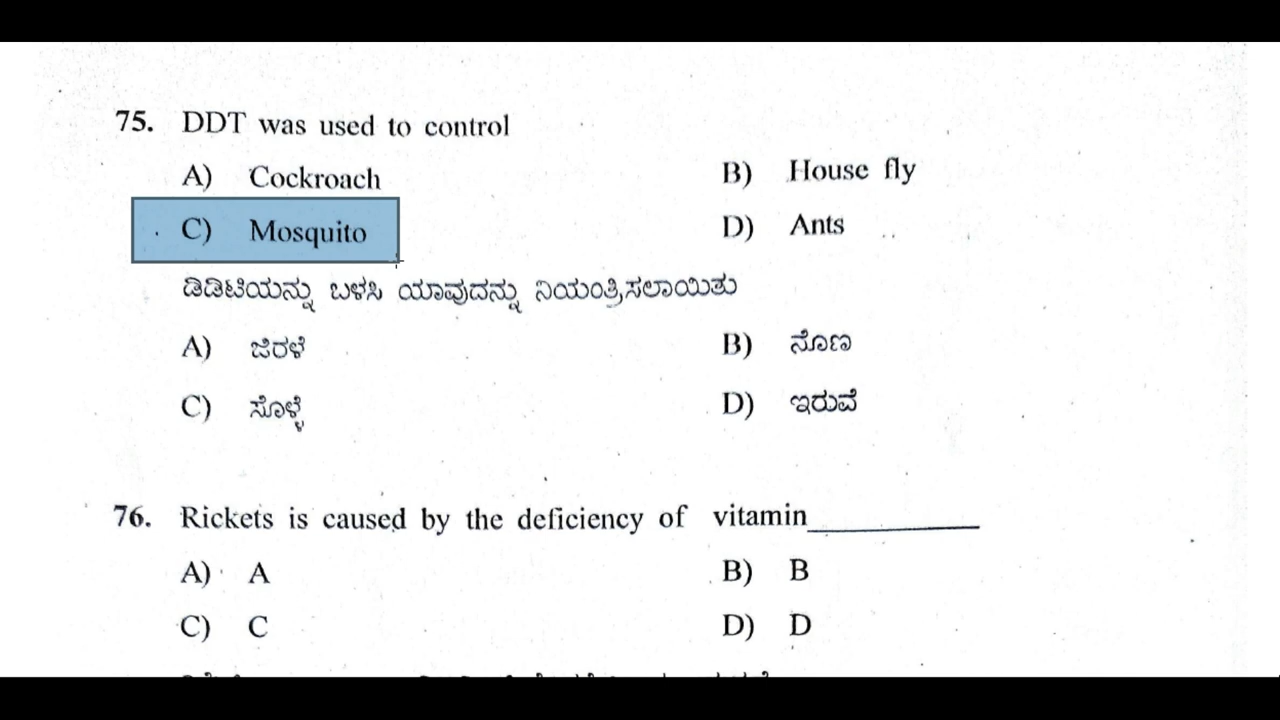 75. DDT was used to control
A) Cockroach B) House fly
C) Mosquito D) Ants
ಡಿಡಿಟಿಯನ್ನು ಬಳಸಿ ಯಾವುದನ್ನು ನಿಯಂತ್ರಿಸಲಾಯಿತು
A) ಜಿರಳೆ B) ನೊಣ
C) ಸೊಳ್ಳೆ D) ಇರುವೆ
76. Rickets is caused by the deficiency of vitamin__________
A) A B) B
C) C D) D